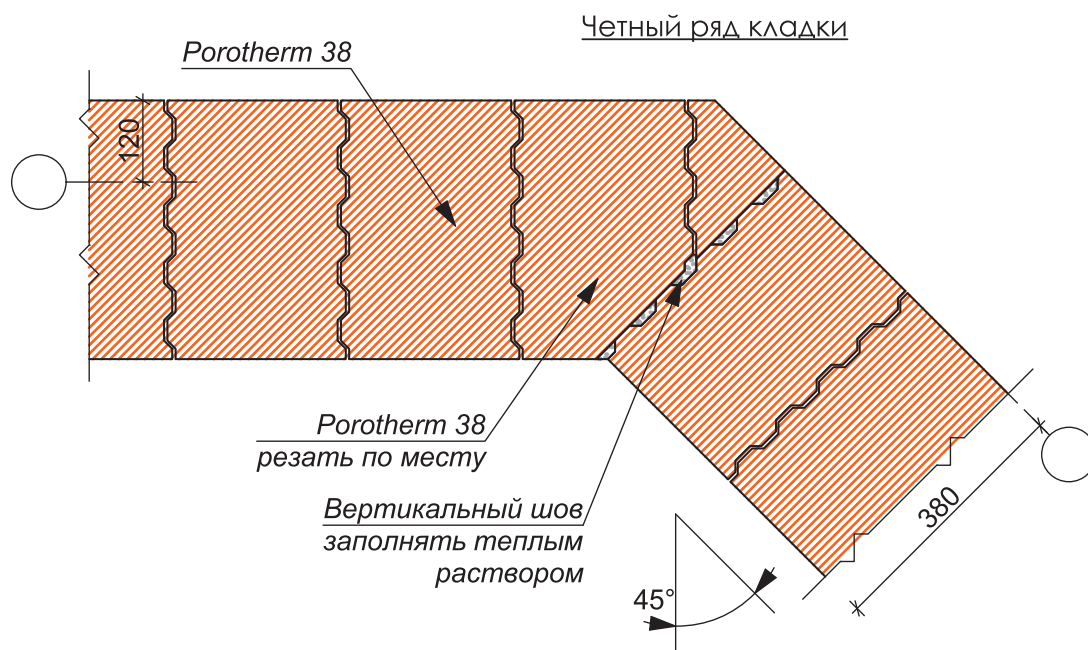 Четный ряд кладки
Porotherm 38
120
Porotherm 38
резать по месту
Вертикальный шов
заполнять теплым
раствором
380
45°